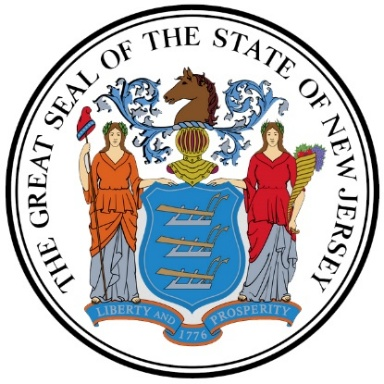 THE GREAT SEAL OF THE STATE OF NEW JERSEY
LIBERTY AND PROSPERITY
1776